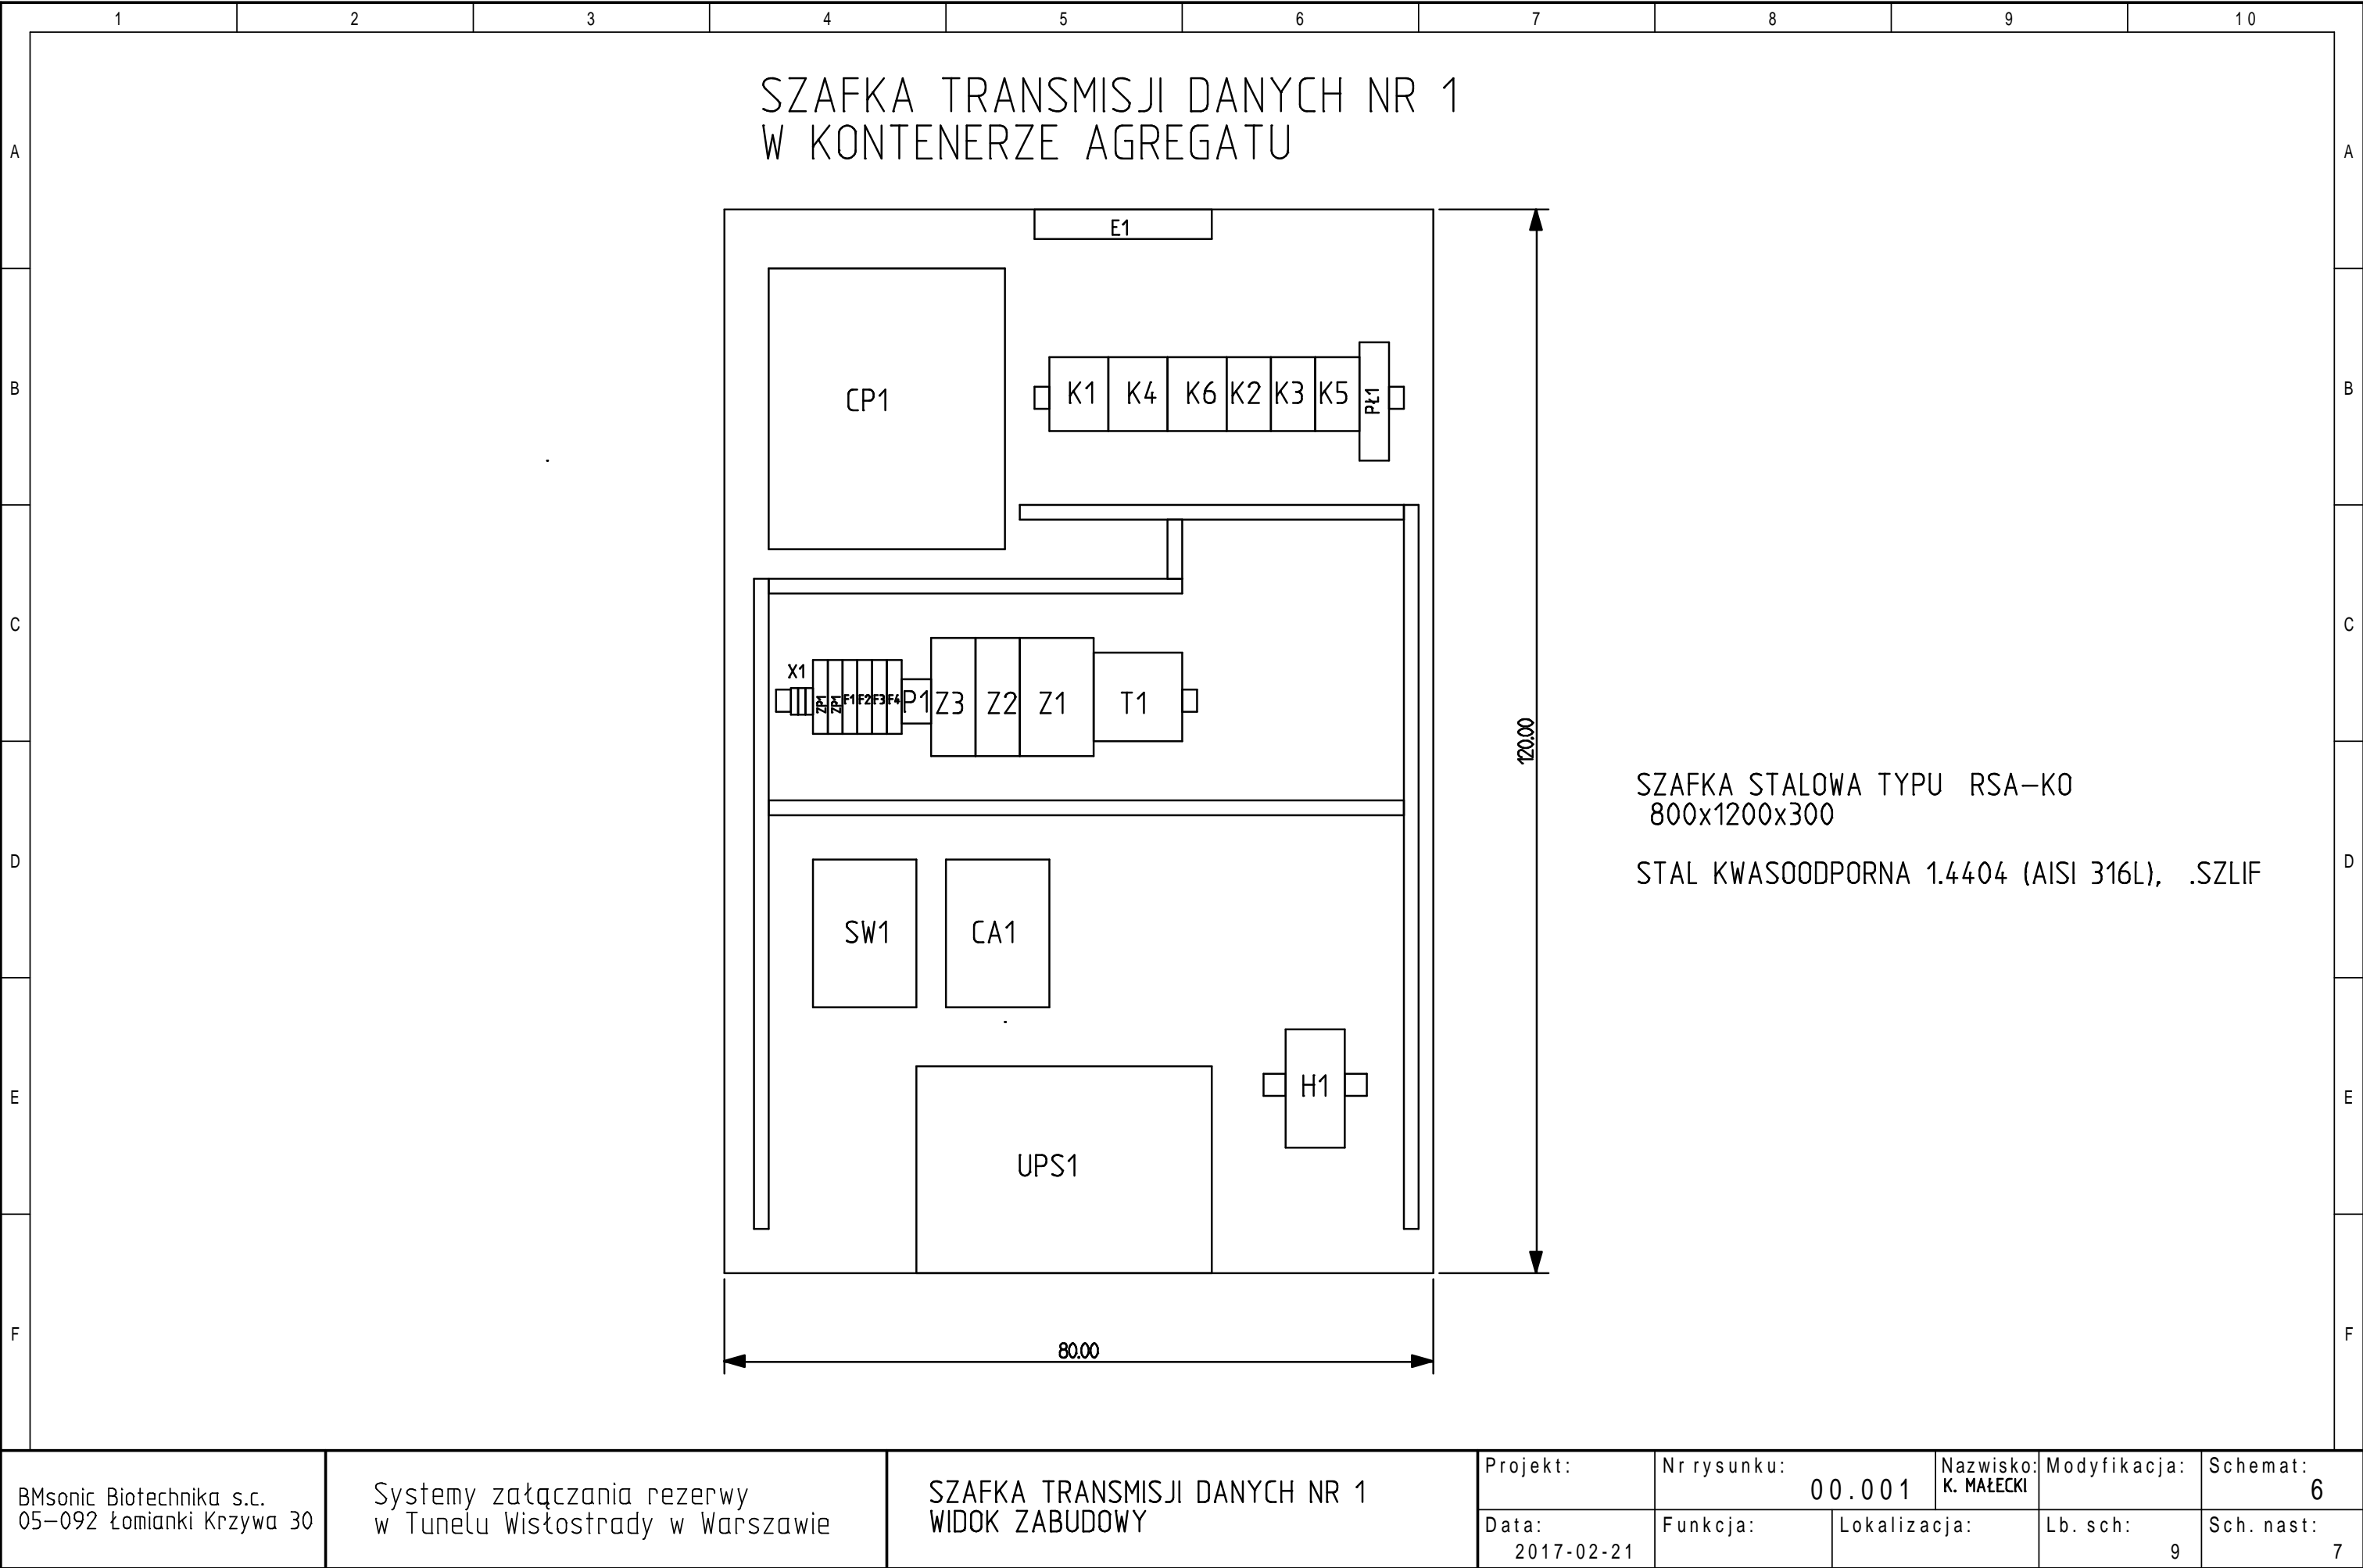 1 2 3 4 5 6 7 8 9 10
SZAFKA TRANSMISJI DANYCH NR 1
W KONTENERZE AGREGATU
A A
E1
B B
CP1
K1 K4 K6 K2 K3 K5 PŁ1
C C
X1
ZP1 ZP1 F1 F2 F3 F4 P1 Z3 Z2 Z1 T1
120.00
SZAFKA STALOWA TYPU RSA-KO
800x1200x300
D D
STAL KWASOODPORNA 1.4404 (AISI 316L), .SZLIF
SW1 CA1
E E
H1
UPS1
F F
80.00
BMsonic Biotechnika s.c.
05-092 Łomianki Krzywa 30
Systemy załączania rezerwy
w Tunelu Wisłostrady w Warszawie
SZAFKA TRANSMISJI DANYCH NR 1
WIDOK ZABUDOWY
Projekt:
Nr rysunku:
00.001
Nazwisko:
K. MAŁECKI
Modyfikacja:
Schemat:
6
Data:
2017-02-21
Funkcja:
Lokalizacja:
Lb. sch:
9
Sch. nast:
7